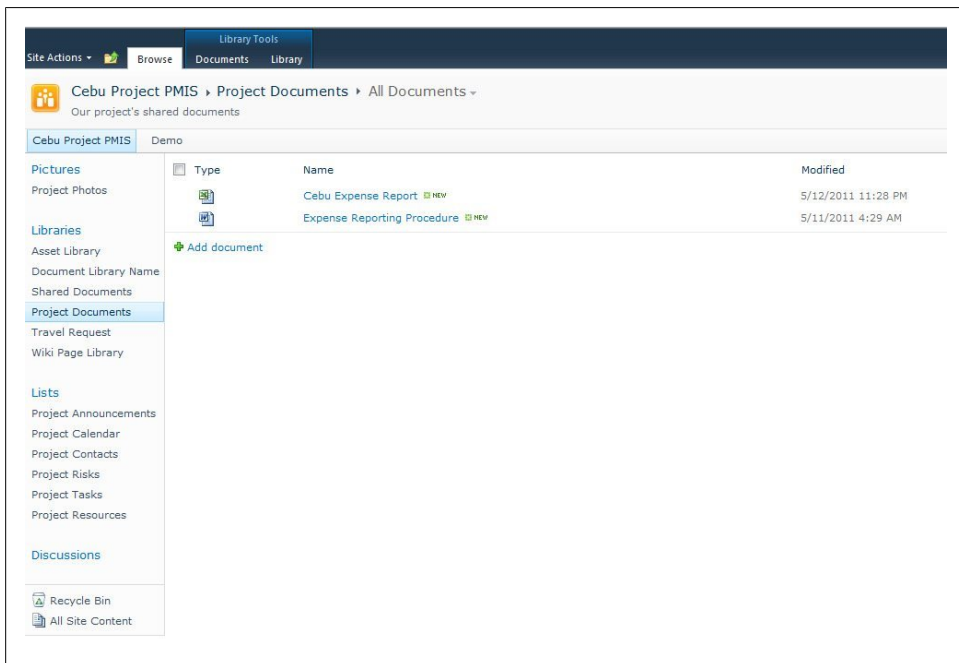 Library Tools
Site Actions Browse Documents Library
Cebu Project PMIS Project Documents All Documents
Our project's shared documents
Cebu Project PMIS Demo
Pictures
Project Photos
Libraries
Asset Library
Document Library Name
Shared Documents
Project Documents
Travel Request
Wiki Page Library
Lists
Project Announcements
Project Calendar
Project Contacts
Project Risks
Project Tasks
Project Resources
Discussions
Recycle Bin
All Site Content
Type Name Modified
Cebu Expense Report NEW 5/12/2011 11:28 PM
Expense Reporting Procedure NEW 5/11/2011 4:29 AM
Add document